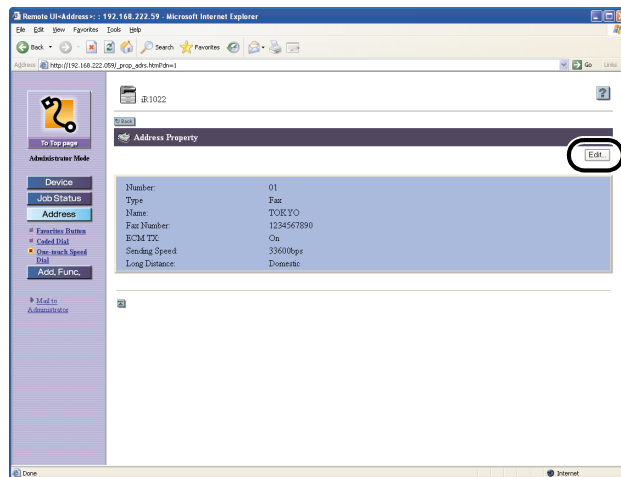 Remote UI<Address>: : 192.168.222.59 - Microsoft Internet Explorer
File Edit View Favorites Tools Help
Back Search Favorites
Address http://192.168.222.059/_prop_adrs.html?dn=1 Go Links
iR1022
Back
To Top page
Address Property
Administrator Mode
Edit...
Device
Job Status
Address
Favorites Button
Coded Dial
One-touch Speed
Dial
Add. Func.
Mail to
Administrator
Number: 01
Type Fax
Name: TOKYO
Fax Number: 1234567890
ECM TX: On
Sending Speed: 33600bps
Long Distance: Domestic
Done Internet